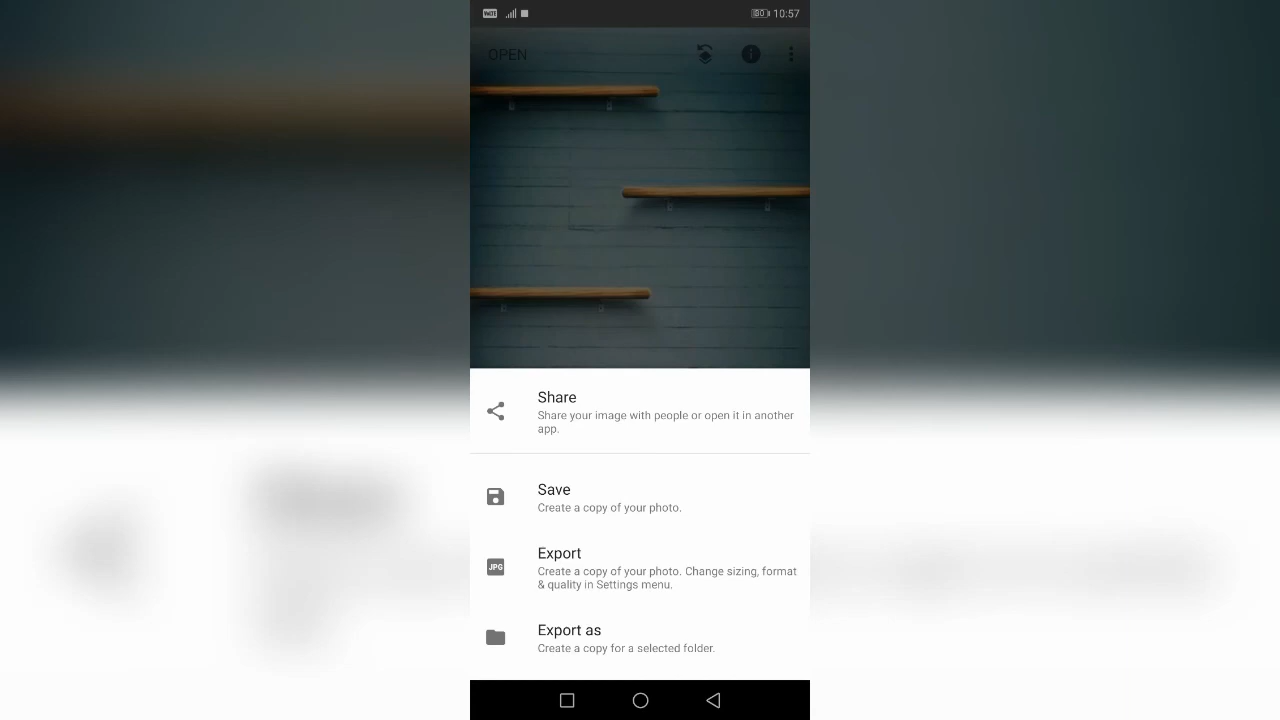 10:57
OPEN
Share
Share your image with people or open it in another
app.
Save
Create a copy of your photo.
JPG
Export
Create a copy of your photo. Change sizing, format
& quality in Settings menu.
Export as
Create a copy for a selected folder.